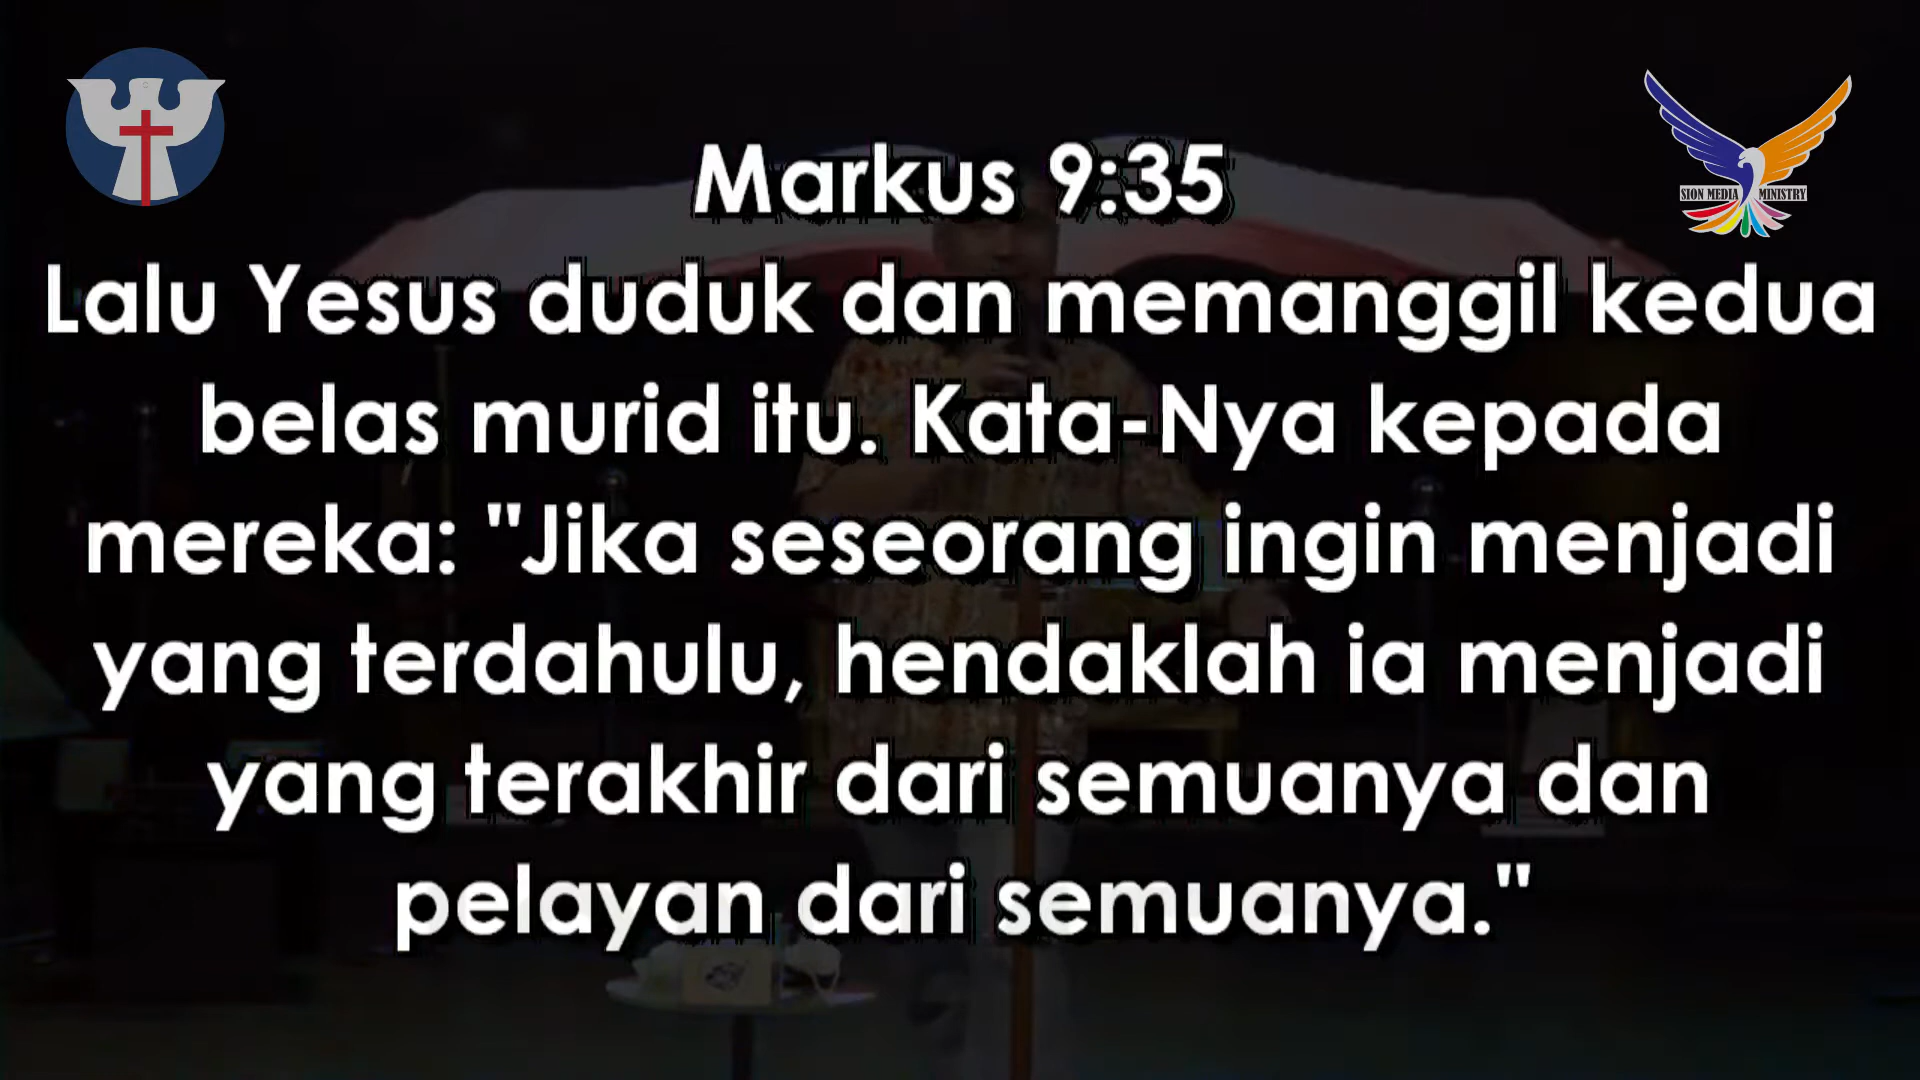 SION MEDIA MINISTRY
Markus 9:35
Lalu Yesus duduk dan memanggil kedua
belas murid itu. Kata-Nya kepada
mereka: "Jika seseorang ingin menjadi
yang terdahulu, hendaklah ia menjadi
yang terakhir dari semuanya dan
pelayan dari semuanya."